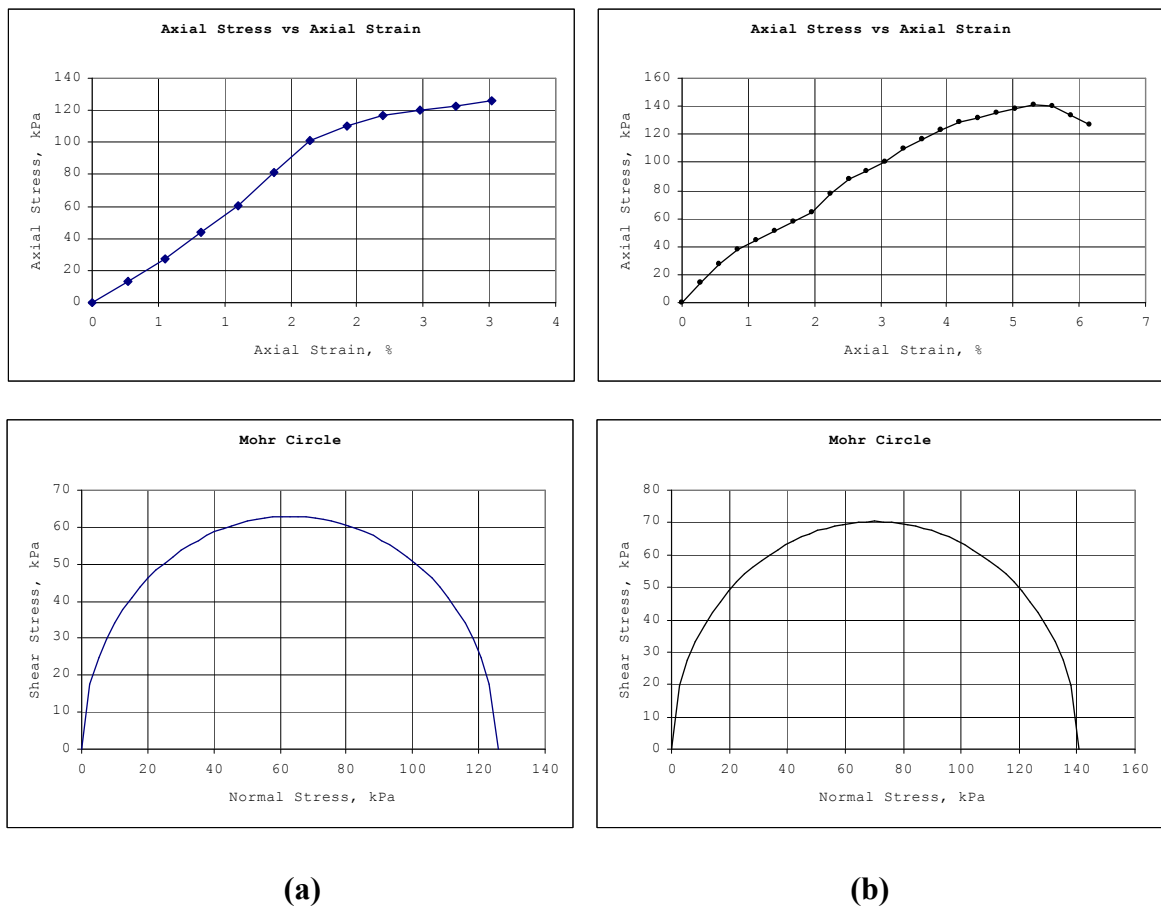 Axial Stress vs Axial Strain
Axial Stress, kPa
140
120
100
80
60
40
20
0
0 1 1 2 2 3 3 4
Axial Strain, %
Axial Stress vs Axial Strain
Axial Stress, kPa
160
140
120
100
80
60
40
20
0
0 1 2 3 4 5 6 7
Axial Strain, %
Mohr Circle
Shear Stress, kPa
70
60
50
40
30
20
10
0
0 20 40 60 80 100 120 140
Normal Stress, kPa
Mohr Circle
Shear Stress, kPa
80
70
60
50
40
30
20
10
0
0 20 40 60 80 100 120 140 160
Normal Stress, kPa
(a)
(b)